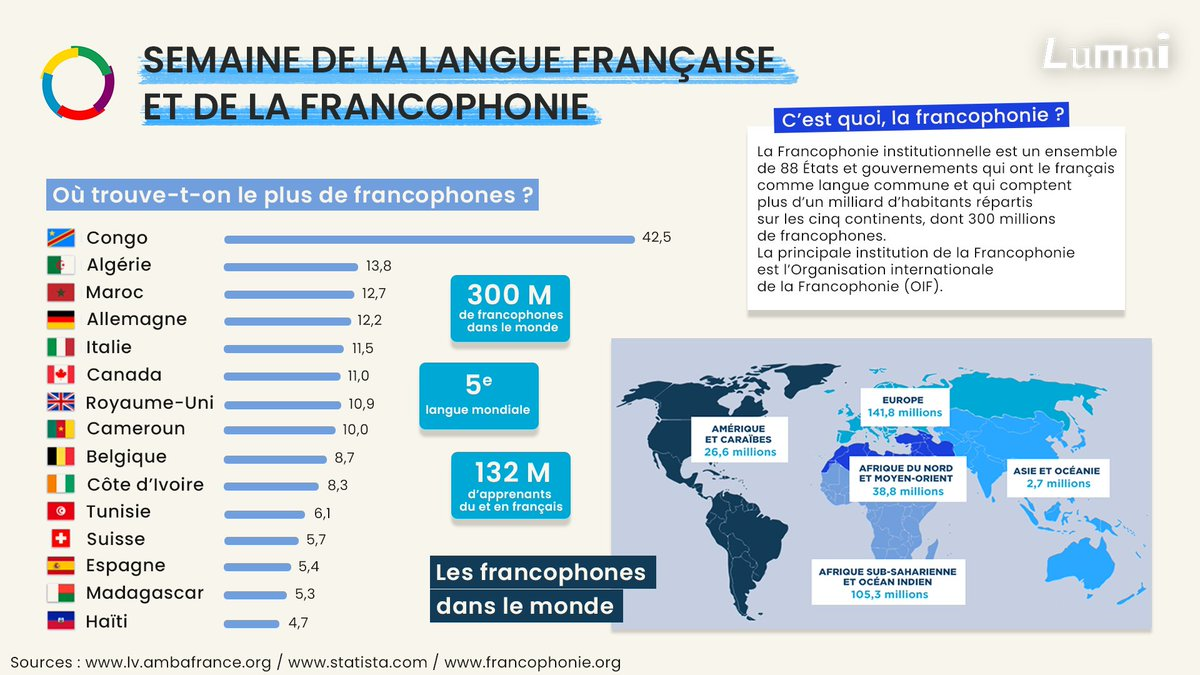 SEMAINE DE LA LANGUE FRANÇAISE
ET DE LA FRANCOPHONIE
Lumni
C'est quoi, la francophonie ?
La Francophonie institutionnelle est un ensemble
de 88 États et gouvernements qui ont le français
comme langue commune et qui comptent
plus d'un milliard d'habitants répartis
sur les cinq continents, dont 300 millions
de francophones.
La principale institution de la Francophonie
est l'Organisation internationale
de la Francophonie (OIF).
Où trouve-t-on le plus de francophones ?
Congo 42,5
Algérie 13,8
Maroc 12,7
Allemagne 12,2
Italie 11,5
Canada 11,0
Royaume-Uni 10,9
Cameroun 10,0
Belgique 8,7
Côte d'Ivoire 8,3
Tunisie 6,1
Suisse 5,7
Espagne 5,4
Madagascar 5,3
Haïti 4,7
300 M
de francophones
dans le monde
5e
langue mondiale
132 M
d'apprenants
du et en français
Les francophones
dans le monde
AMÉRIQUE
ET CARAÏBES
26,6 millions
EUROPE
141,8 millions
AFRIQUE DU NORD
ET MOYEN-ORIENT
38,8 millions
ASIE ET OCÉANIE
2,7 millions
AFRIQUE SUB-SAHARIENNE
ET OCÉAN INDIEN
105,3 millions
Sources : www.lv.ambafrance.org / www.statista.com / www.francophonie.org